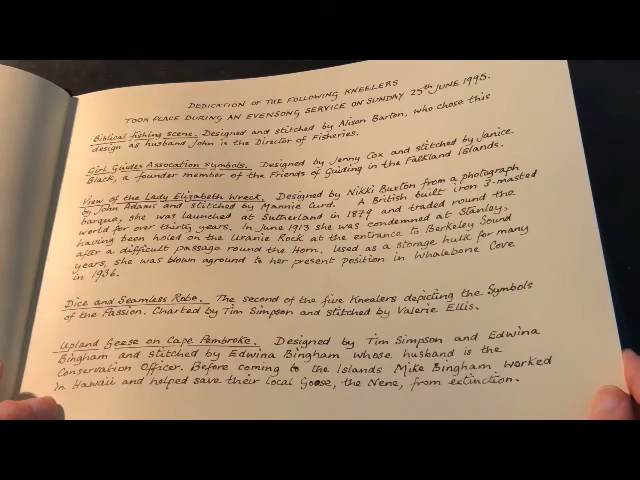 DEDICATION OF THE FOLLOWING KNEELERS
TOOK PLACE DURING AN EVENSONG SERVICE ON SUNDAY 25th JUNE 1995.
Biblical fishing scene. Designed and stitched by Alison Barton, who chose this
design as husband John is the Director of Fisheries.
Girl Guides Assocation symbols. Designed by Jenny Cox and stitched by Janice
Black, a founder member of the Friends of Guiding in the Falkland Islands.
View of the Lady Elizabeth Wreck. Designed by Nikki Buxton from a photograph
by John Adams and stitched by Mannie Curd. A British built iron 3-masted
barque, she was launched at Sutherland in 1879 and traded round the
world for over thirty years. In June 1913 she was condemned at Stanley,
having been holed on the Uranie Rock at the entrance to Berkeley Sound
after a difficult passage round the Horn. Used as a storage hulk for many
years, she was blown aground to her present position in Whalebone Cove
in 1936.
Dice and Seamless Robe. The second of the five Kneelers depicting the Symbols
of the Passion. Charted by Tim Simpson and stitched by Valerie Ellis.
Upland Geese on Cape Pembroke. Designed by Tim Simpson and Edwina
Bingham and stitched by Edwina Bingham whose husband is the
Conservation Officer. Before coming to the Islands Mike Bingham worked
in Hawaii and helped save their local Goose, the Nene, from extinction.